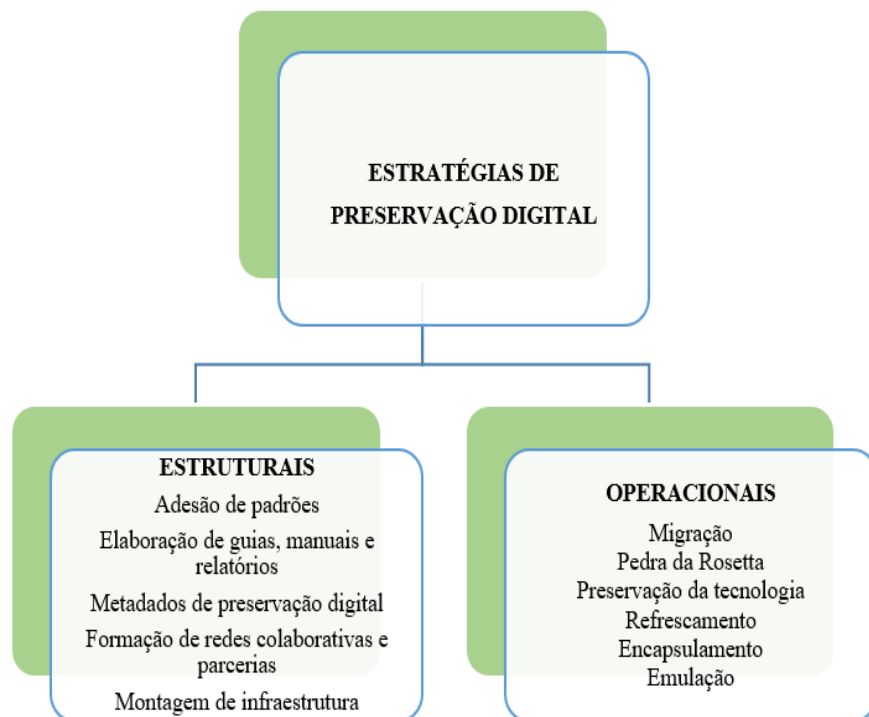 ESTRATÉGIAS DE
PRESERVAÇÃO DIGITAL
ESTRUTURAIS
Adesão de padrões
Elaboração de guias, manuais e
relatórios
Metadados de preservação digital
Formação de redes colaborativas e
parcerias
Montagem de infraestrutura
OPERACIONAIS
Migração
Pedra da Rosetta
Preservação da tecnologia
Refrescamento
Encapsulamento
Emulação